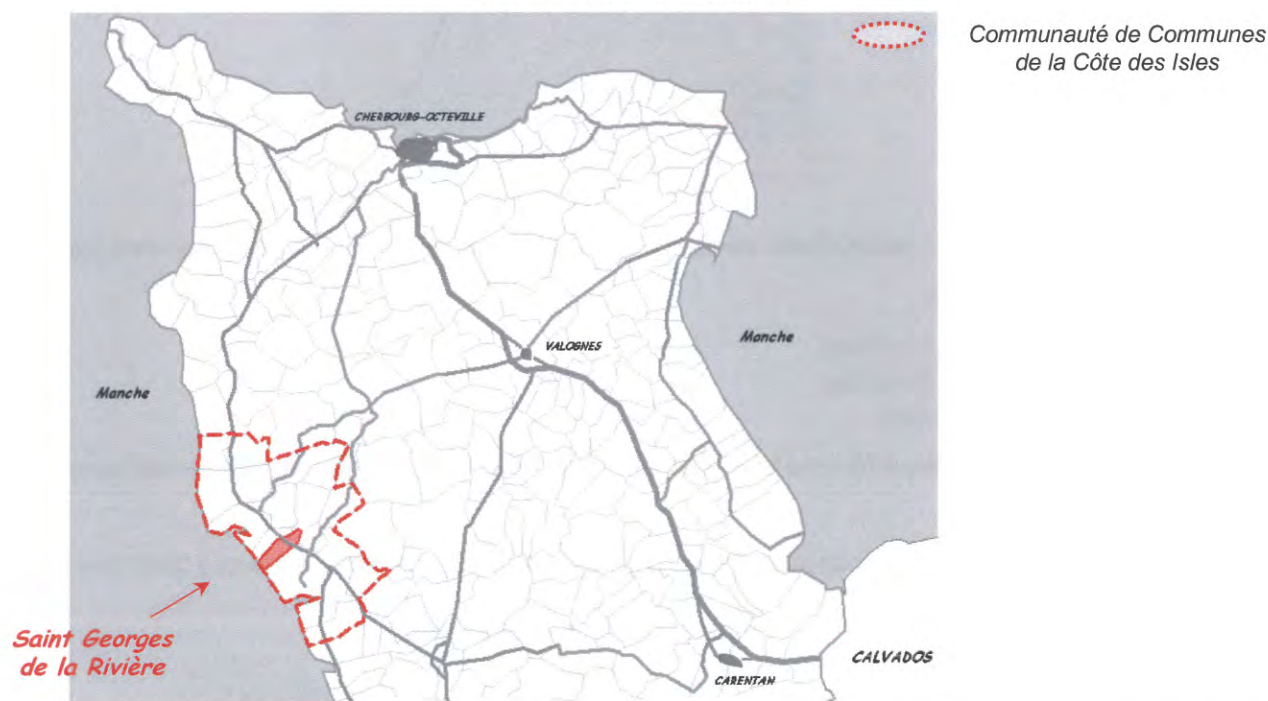 Communauté de Communes
de la Côte des Isles
CHERBOURG-OCTEVILLE
VALOGNES
Manche
Manche
Saint Georges
de la Rivière
CALVADOS
CARENTAN